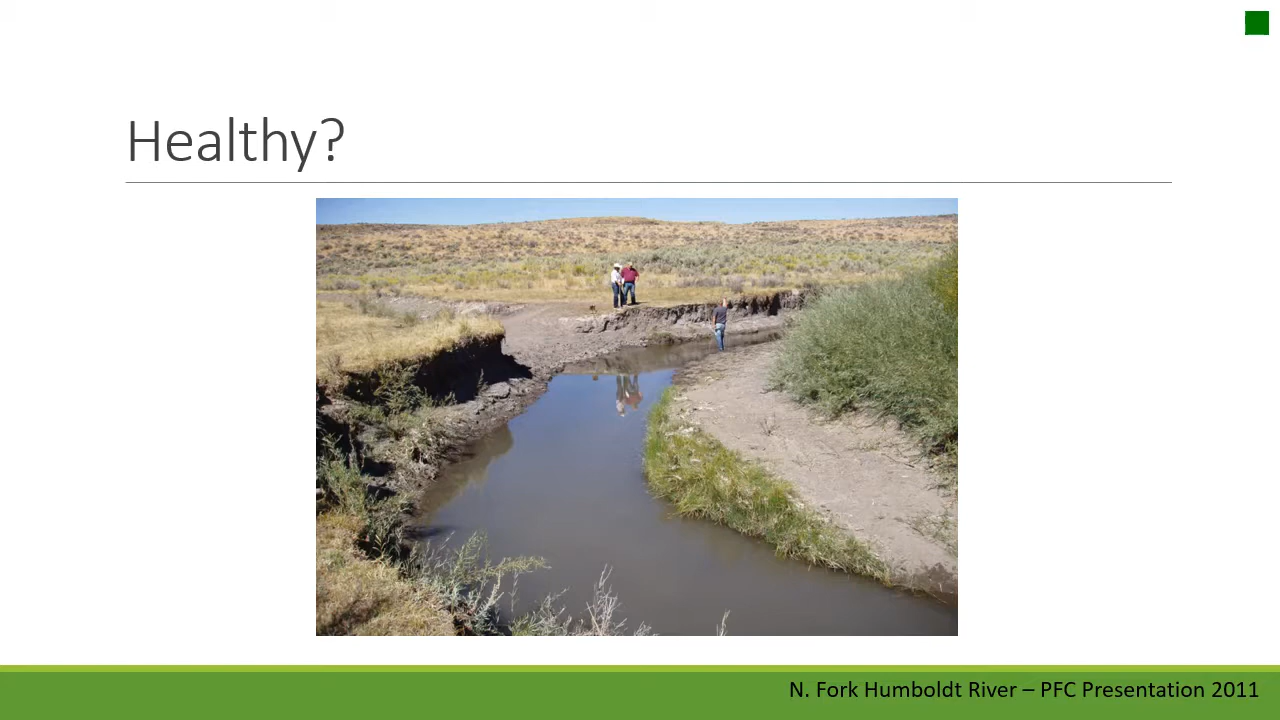 Healthy?
N. Fork Humboldt River – PFC Presentation 2011